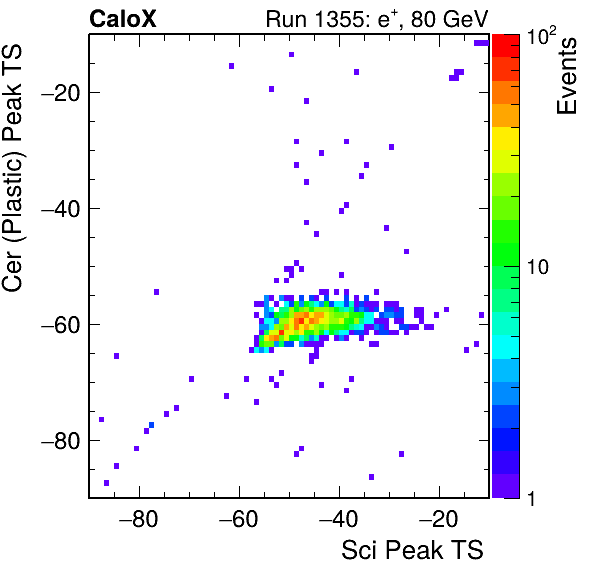 CaloX Run 1355: e⁺, 80 GeV
Cer (Plastic) Peak TS
−20
−40
−60
−80
−80 −60 −40 −20
Sci Peak TS
10²
10
1
Events